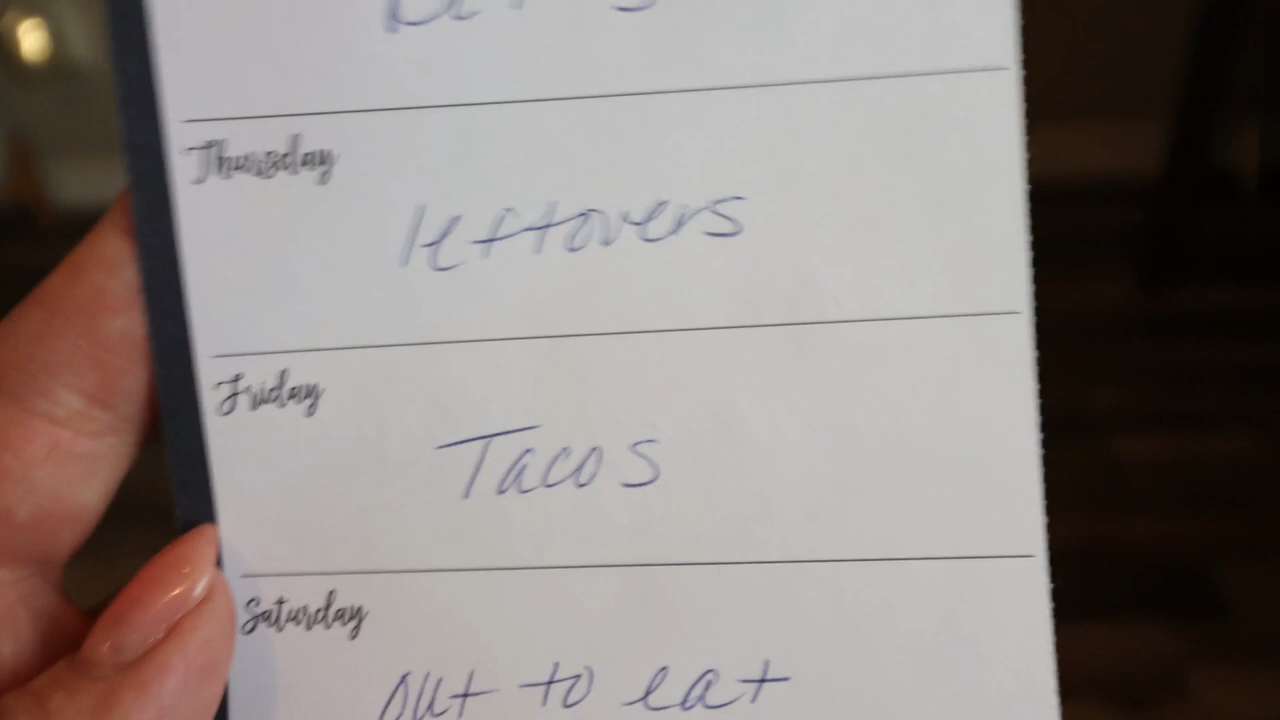 Thursday
leftovers
Friday
Tacos
Saturday
out to eat